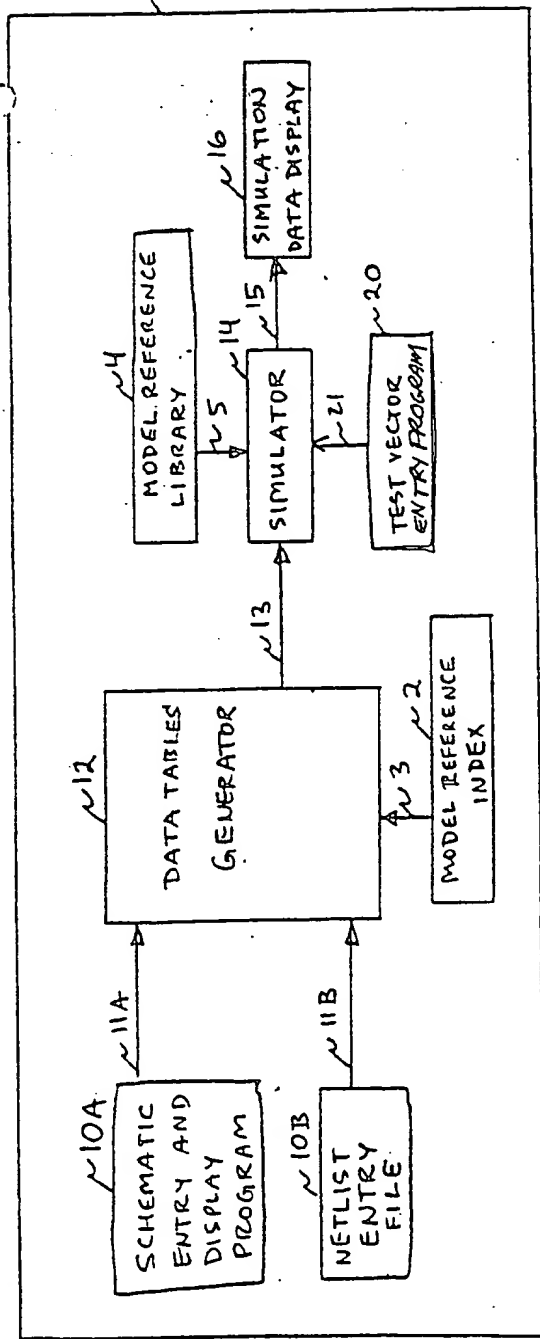 10A
SCHEMATIC
ENTRY AND
DISPLAY
PROGRAM
11A
10B
NETLIST
ENTRY
FILE
11B
12
DATA TABLES
GENERATOR
3
2
MODEL REFERENCE
INDEX
13
4
MODEL REFERENCE
LIBRARY
5
14
SIMULATOR
15
21
20
TEST VECTOR
ENTRY PROGRAM
16
SIMULATION
DATA DISPLAY